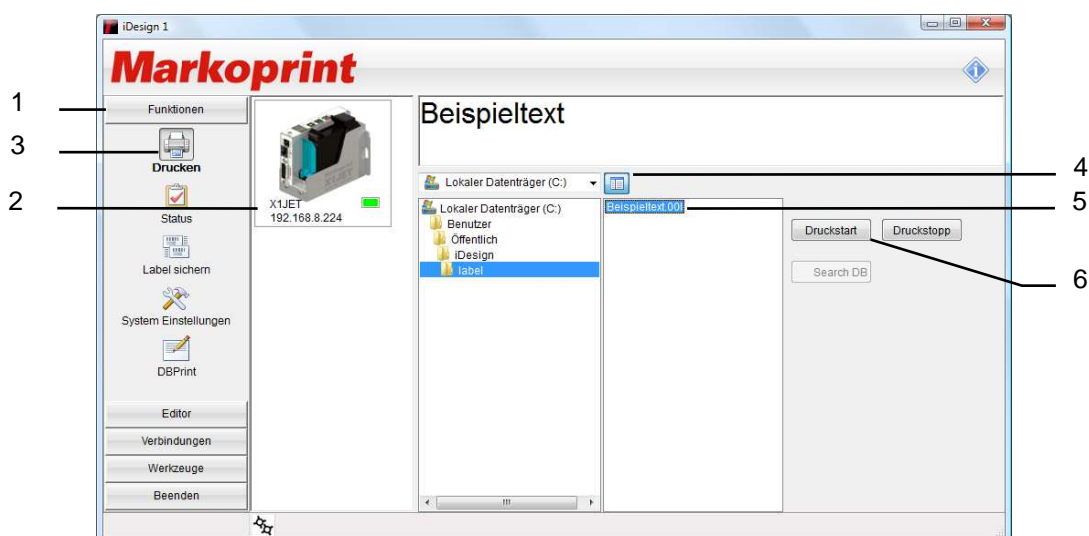 iDesign 1
Markoprint
1
Funktionen
3
Drucken
Status
Label sichern
System Einstellungen
DBPrint
Editor
Verbindungen
Werkzeuge
Beenden
2
X1JET
192.168.8.224
Beispieltext
Lokaler Datenträger (C:)
4
Lokaler Datenträger (C:)
Benutzer
Öffentlich
iDesign
label
Beispieltext.00I
5
Druckstart
Druckstopp
Search DB
6